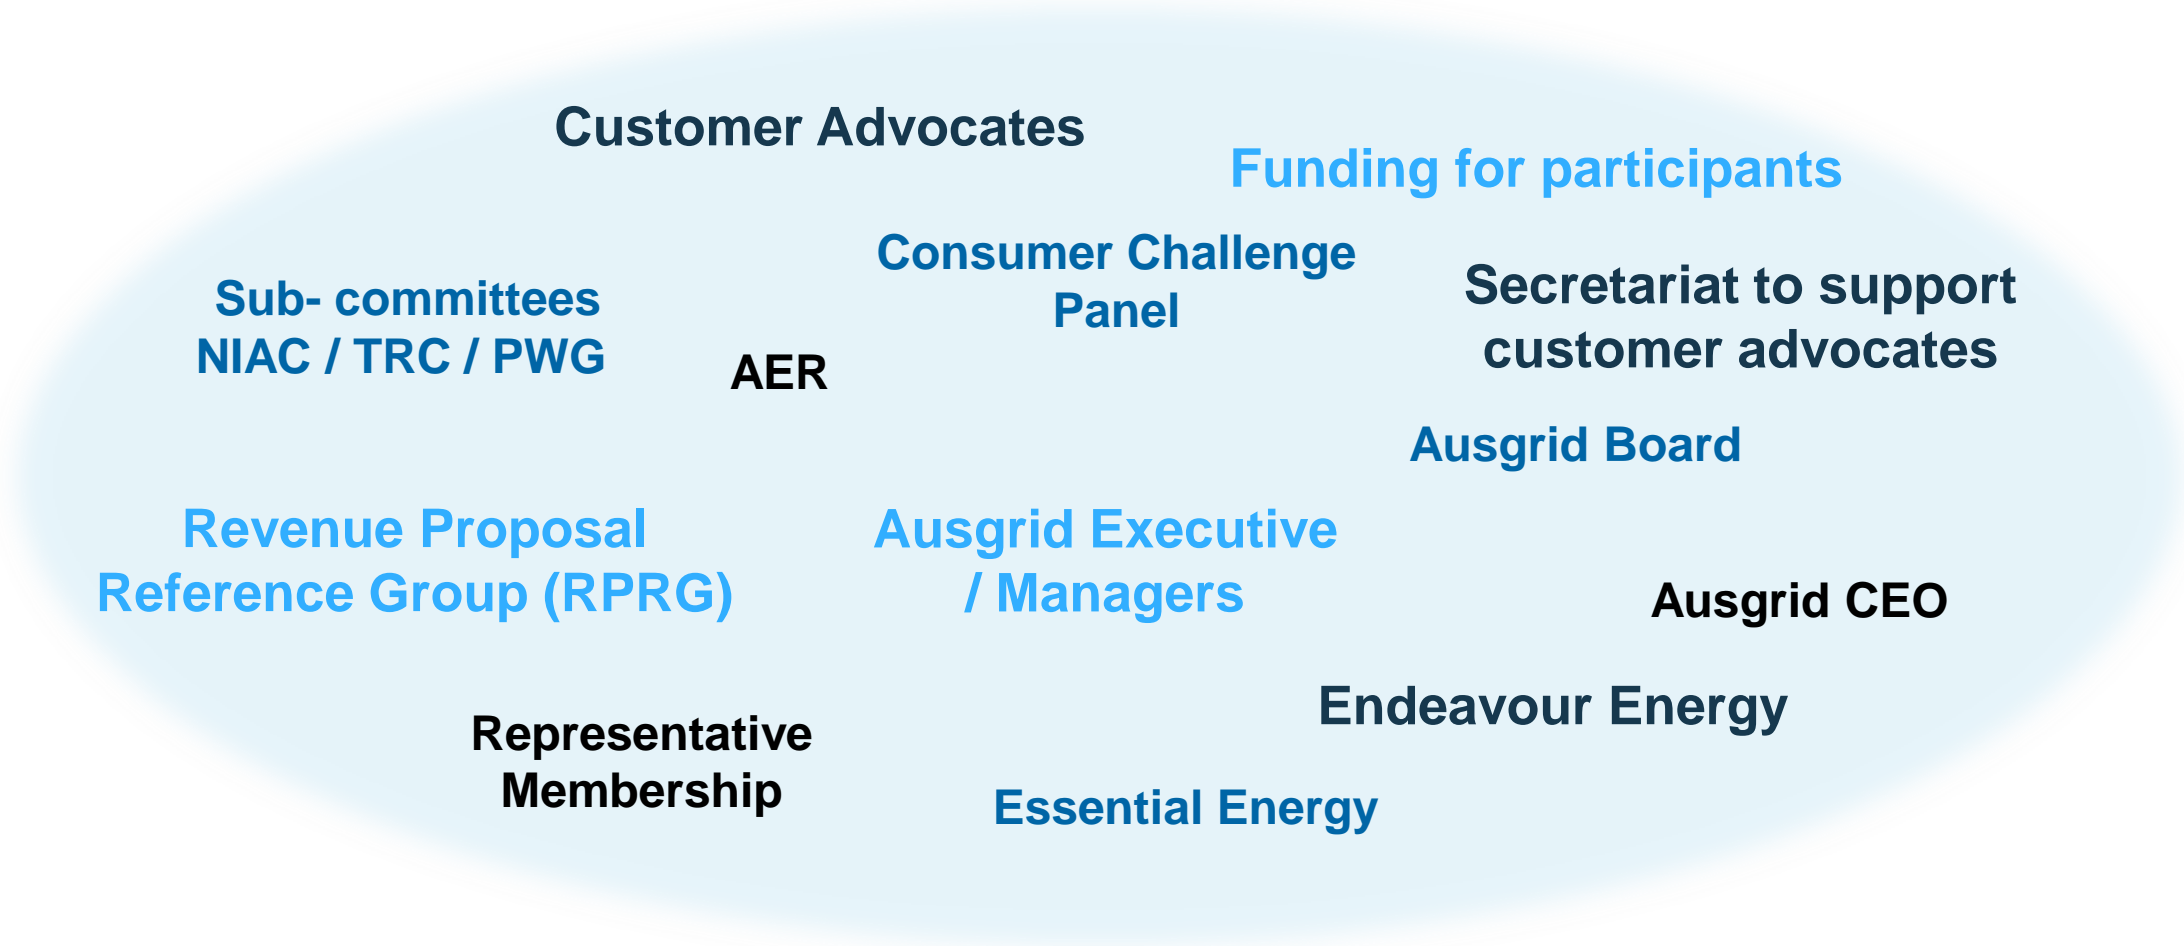 Customer Advocates
Funding for participants
Consumer Challenge
Panel
Secretariat to support
customer advocates
Sub- committees
NIAC / TRC / PWG
AER
Ausgrid Board
Revenue Proposal
Reference Group (RPRG)
Ausgrid Executive
/ Managers
Ausgrid CEO
Endeavour Energy
Representative
Membership
Essential Energy